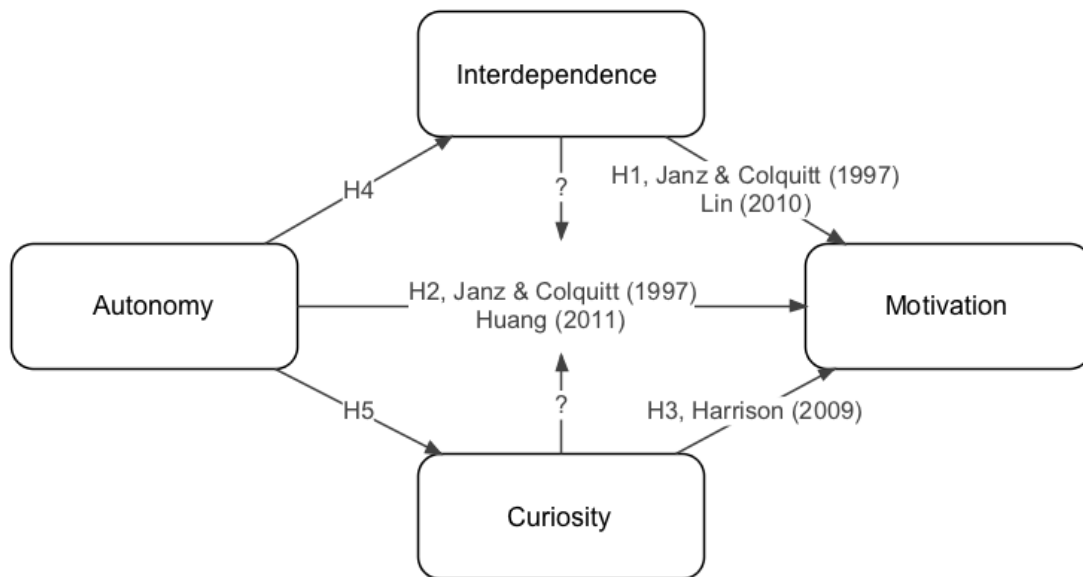 Interdependence
?
H1, Janz & Colquitt (1997)
Lin (2010)
H4
Autonomy
H2, Janz & Colquitt (1997)
Huang (2011)
Motivation
H5
?
H3, Harrison (2009)
Curiosity